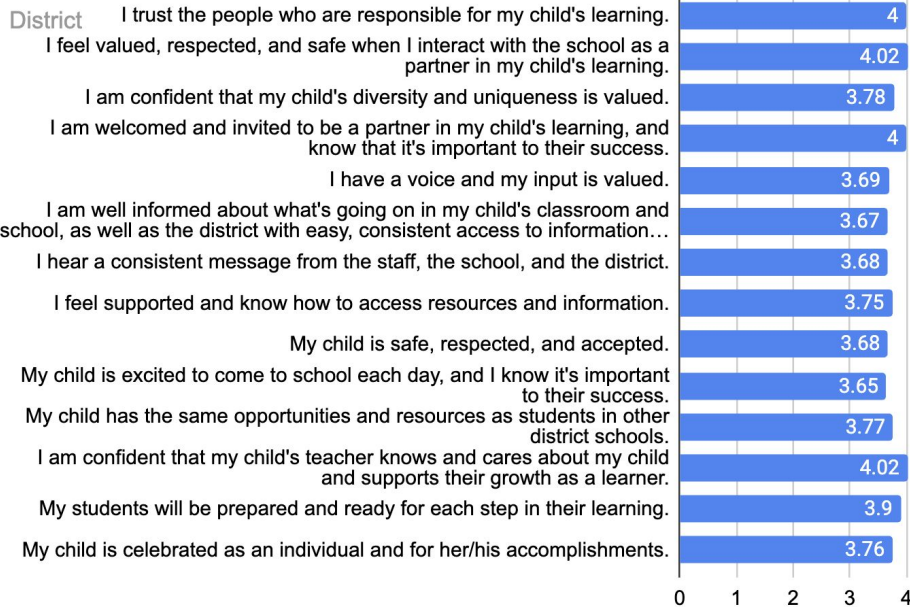 District
I trust the people who are responsible for my child's learning.
4
I feel valued, respected, and safe when I interact with the school as a
partner in my child's learning.
4.02
I am confident that my child's diversity and uniqueness is valued.
3.78
I am welcomed and invited to be a partner in my child's learning, and
know that it's important to their success.
4
I have a voice and my input is valued.
3.69
I am well informed about what's going on in my child's classroom and
school, as well as the district with easy, consistent access to information…
3.67
I hear a consistent message from the staff, the school, and the district.
3.68
I feel supported and know how to access resources and information.
3.75
My child is safe, respected, and accepted.
3.68
My child is excited to come to school each day, and I know it's important
to their success.
3.65
My child has the same opportunities and resources as students in other
district schools.
3.77
I am confident that my child's teacher knows and cares about my child
and supports their growth as a learner.
4.02
My students will be prepared and ready for each step in their learning.
3.9
My child is celebrated as an individual and for her/his accomplishments.
3.76
0 1 2 3 4